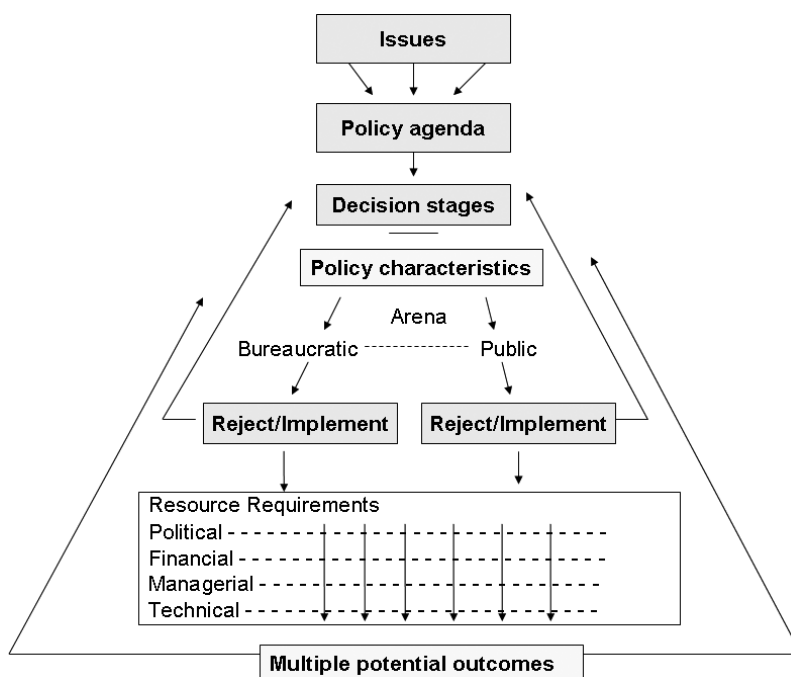 Issues
Policy agenda
Decision stages
Policy characteristics
Arena
Bureaucratic
Public
Reject/Implement
Reject/Implement
Resource Requirements
Political
Financial
Managerial
Technical
Multiple potential outcomes